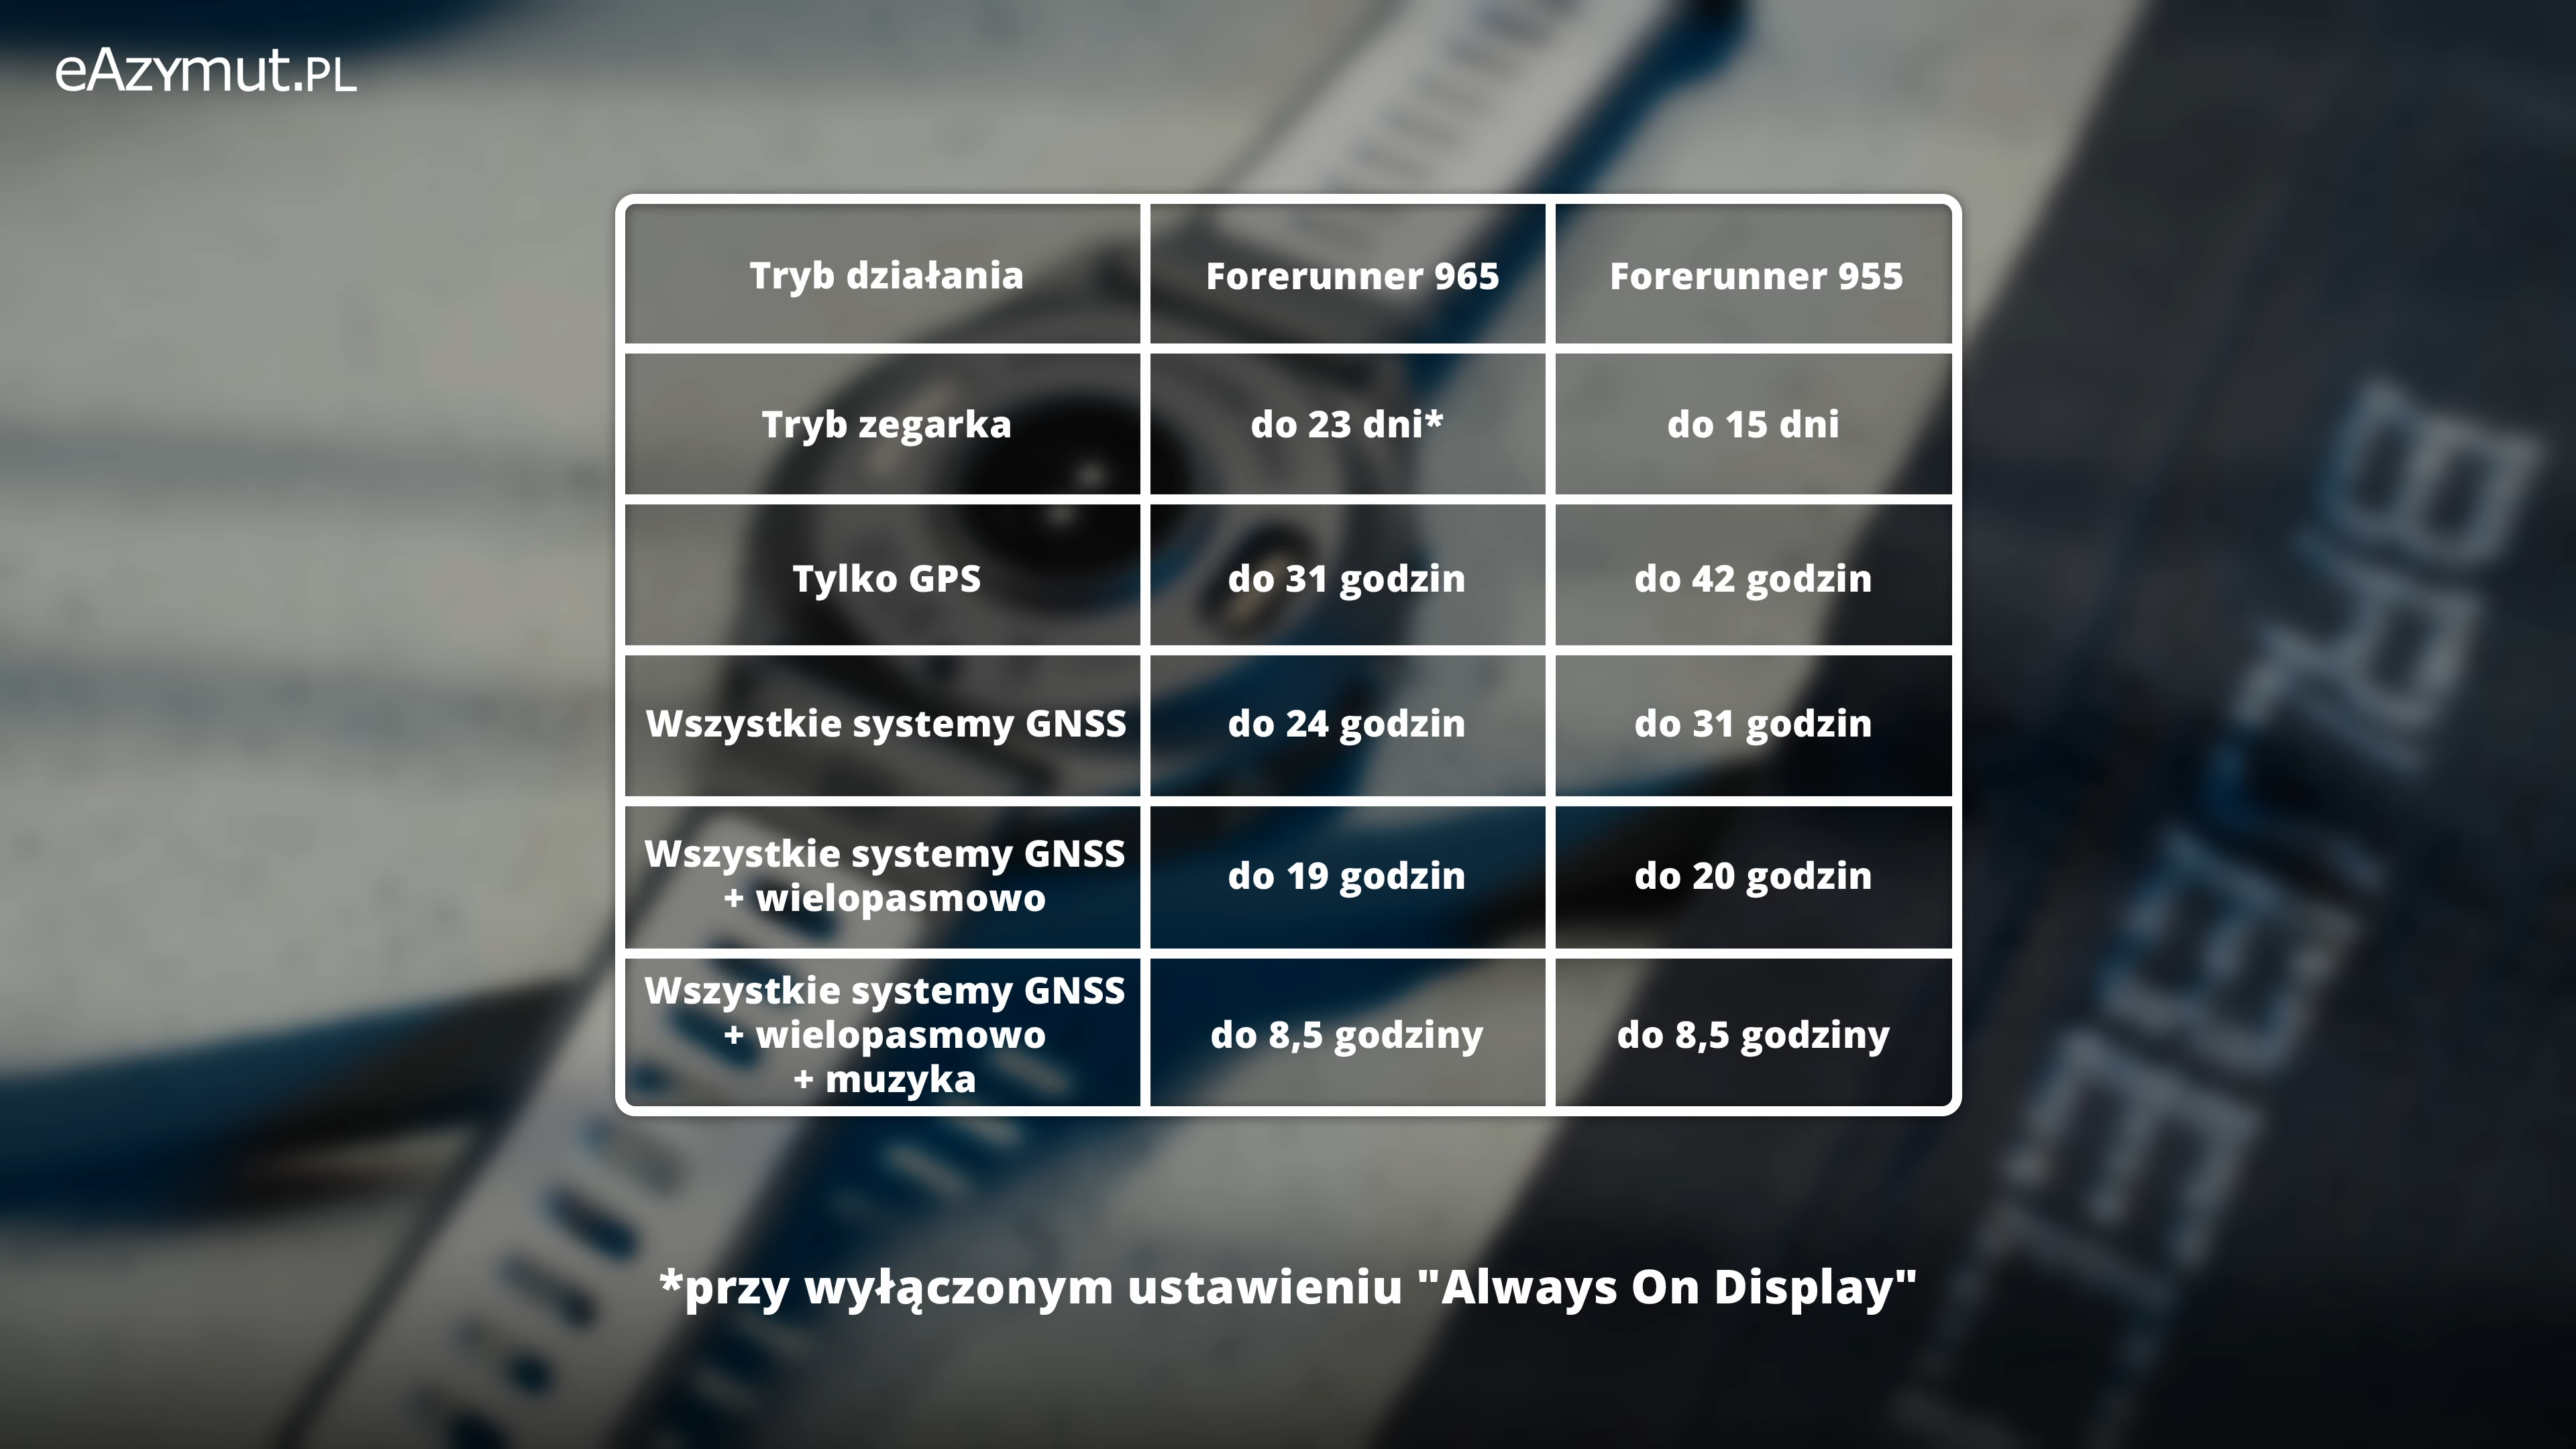 eAzymut.PL
Tryb działania Forerunner 965 Forerunner 955
Tryb zegarka do 23 dni* do 15 dni
Tylko GPS do 31 godzin do 42 godzin
Wszystkie systemy GNSS do 24 godzin do 31 godzin
Wszystkie systemy GNSS
+ wielopasmowo do 19 godzin do 20 godzin
Wszystkie systemy GNSS
+ wielopasmowo do 8,5 godziny do 8,5 godziny
+ muzyka
*przy wyłączonym ustawieniu "Always On Display"